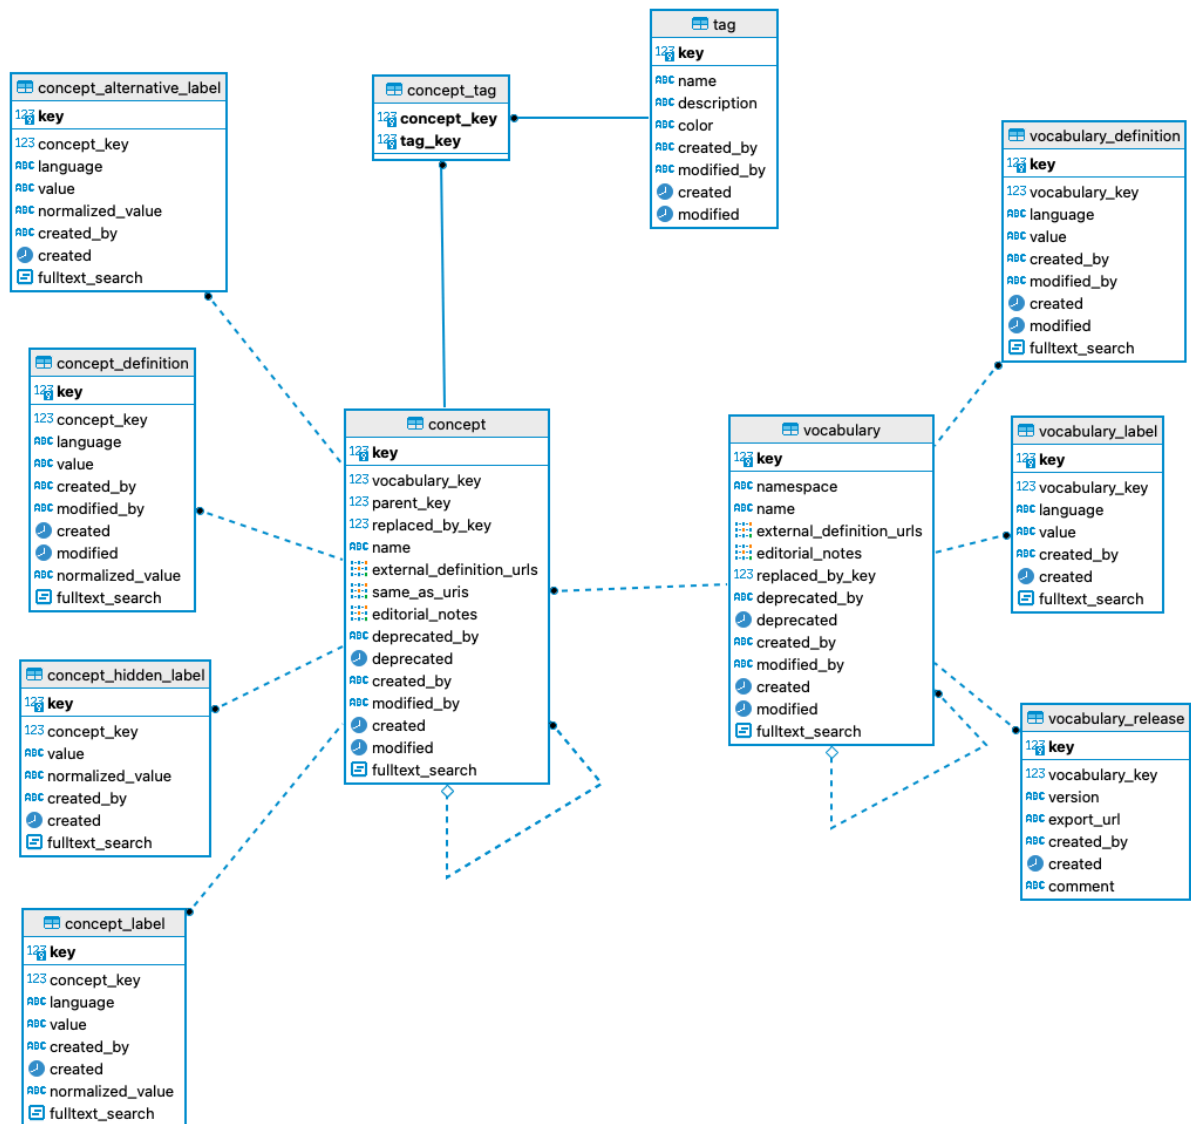 tag
key
name
description
color
created_by
modified_by
created
modified
concept_alternative_label
key
concept_key
language
value
normalized_value
created_by
created
fulltext_search
concept_tag
concept_key
tag_key
vocabulary_definition
key
vocabulary_key
language
value
created_by
modified_by
created
modified
fulltext_search
concept_definition
key
concept_key
language
value
created_by
modified_by
created
modified
normalized_value
fulltext_search
concept
key
vocabulary_key
parent_key
replaced_by_key
name
external_definition_urls
same_as_uris
editorial_notes
deprecated_by
deprecated
created_by
modified_by
created
modified
fulltext_search
vocabulary
key
namespace
name
external_definition_urls
editorial_notes
replaced_by_key
deprecated_by
deprecated
created_by
modified_by
created
modified
fulltext_search
vocabulary_label
key
vocabulary_key
language
value
created_by
created
fulltext_search
concept_hidden_label
key
concept_key
value
normalized_value
created_by
created
fulltext_search
vocabulary_release
key
vocabulary_key
version
export_url
created_by
created
comment
concept_label
key
concept_key
language
value
created_by
created
normalized_value
fulltext_search